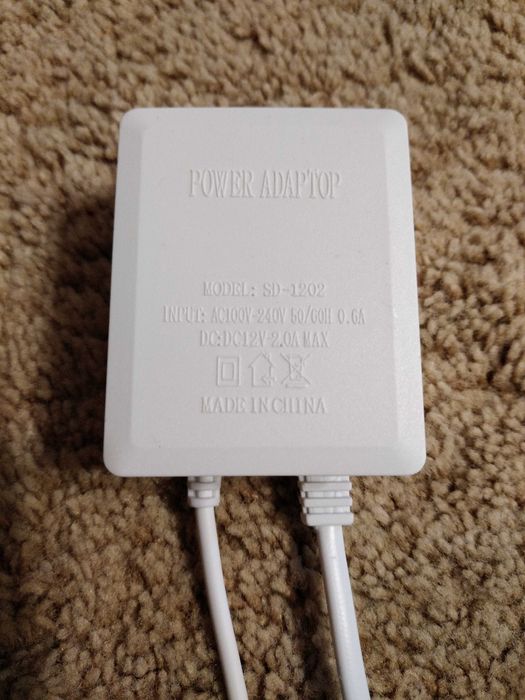 POWER ADAPTOP
MODEL: SD-1202
INPUT: AC100V-240V 50/60H 0.6A
DC:DC12V-2.0A MAX
MADE IN CHINA